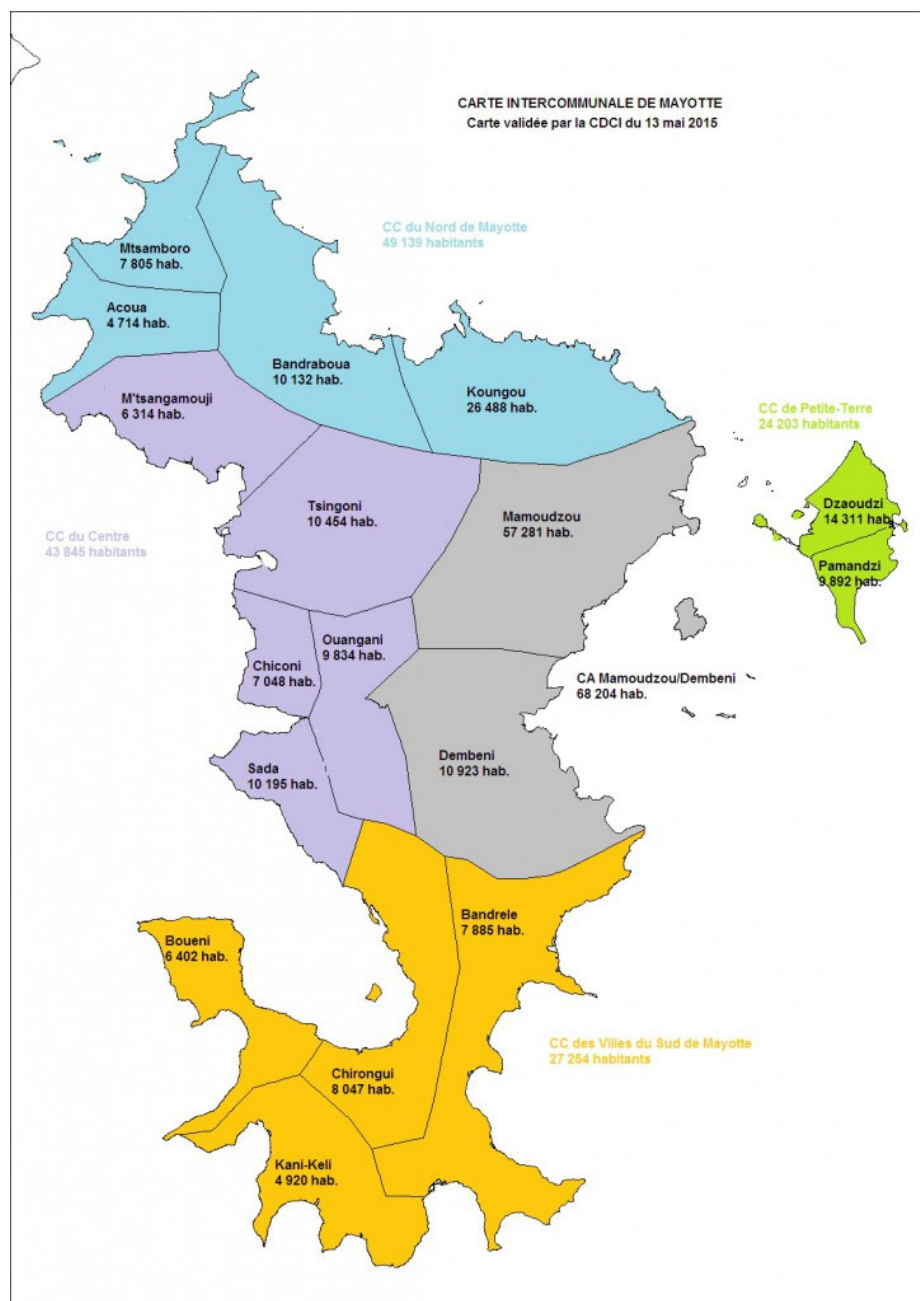 CARTE INTERCOMMUNALE DE MAYOTTE
Carte validée par la CDCI du 13 mai 2015
CC du Nord de Mayotte
49 139 habitants
Mtsamboro
7 805 hab.
Acoua
4 714 hab.
Bandraboua
10 132 hab.
Koungou
26 488 hab.
M'tsangamouji
6 314 hab.
CC de Petite-Terre
24 203 habitants
Dzaoudzi
14 311 hab.
Pamandzi
9 892 hab.
Tsingoni
10 454 hab.
Mamoudzou
57 281 hab.
CC du Centre
43 845 habitants
Ouangani
9 834 hab.
Chiconi
7 048 hab.
CA Mamoudzou/Dembeni
68 204 hab.
Sada
10 195 hab.
Dembeni
10 923 hab.
Bandrele
7 885 hab.
Boueni
6 402 hab.
CC des Villes du Sud de Mayotte
27 254 habitants
Chirongui
8 047 hab.
Kani-Keli
4 920 hab.